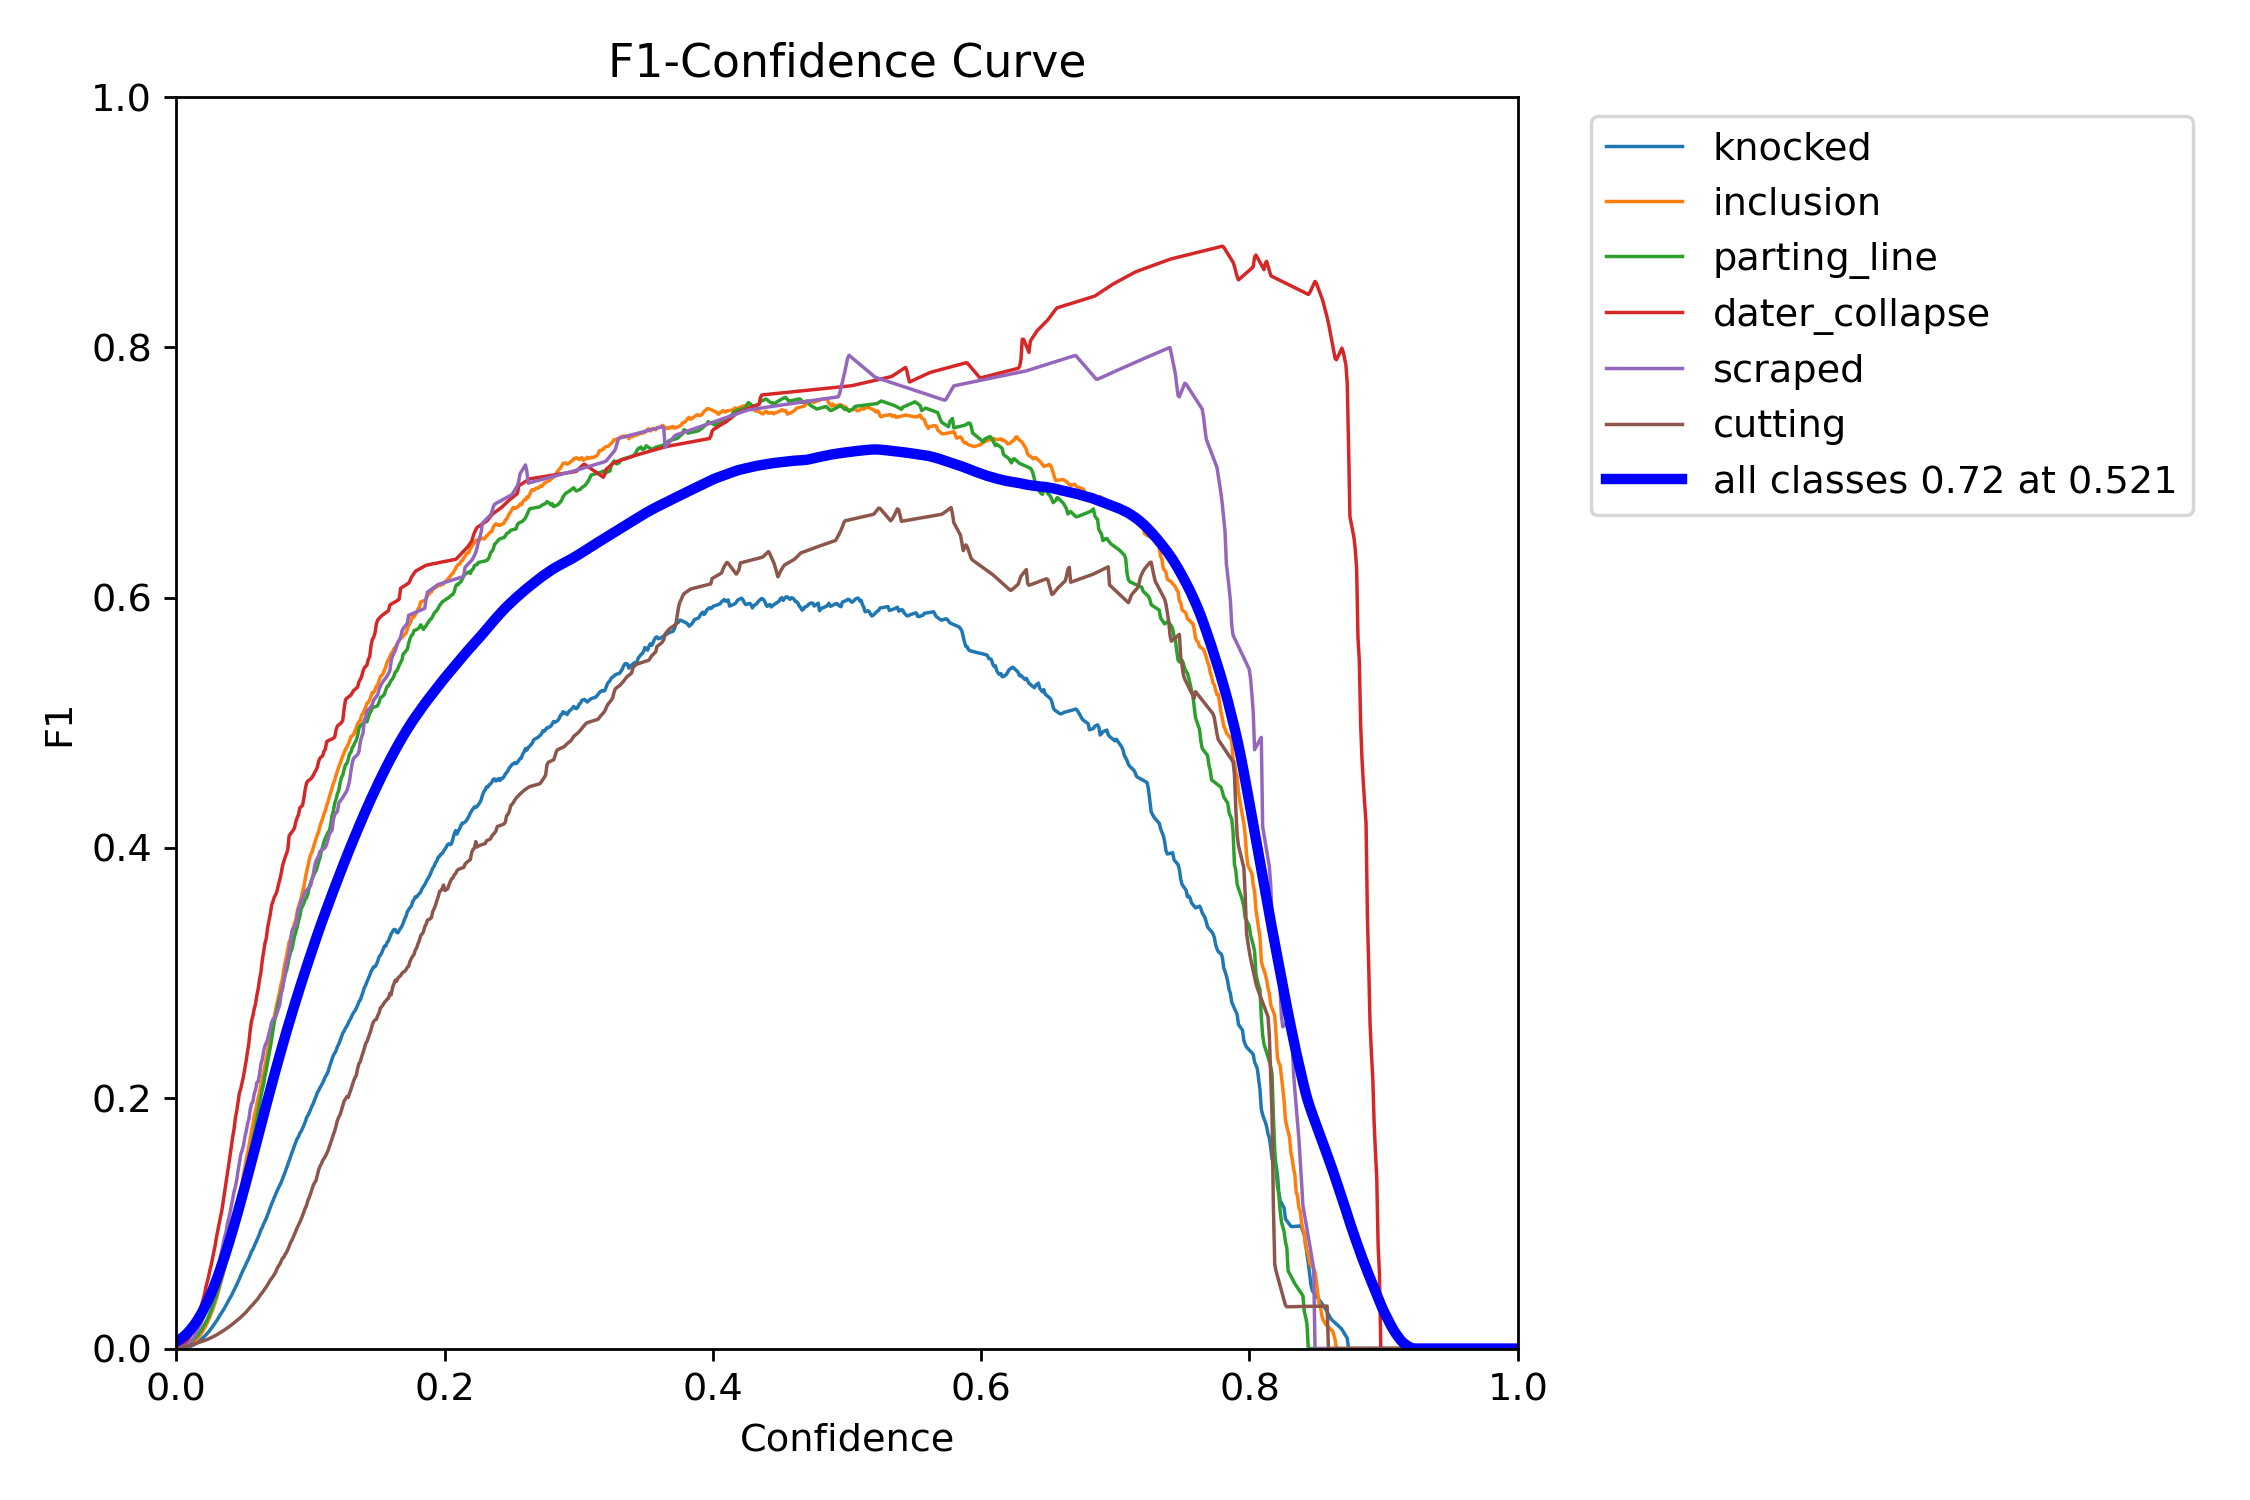 F1-Confidence Curve
1.0
0.8
0.6
0.4
0.2
0.0
F1
0.0 0.2 0.4 0.6 0.8 1.0
Confidence
knocked
inclusion
parting_line
dater_collapse
scraped
cutting
all classes 0.72 at 0.521